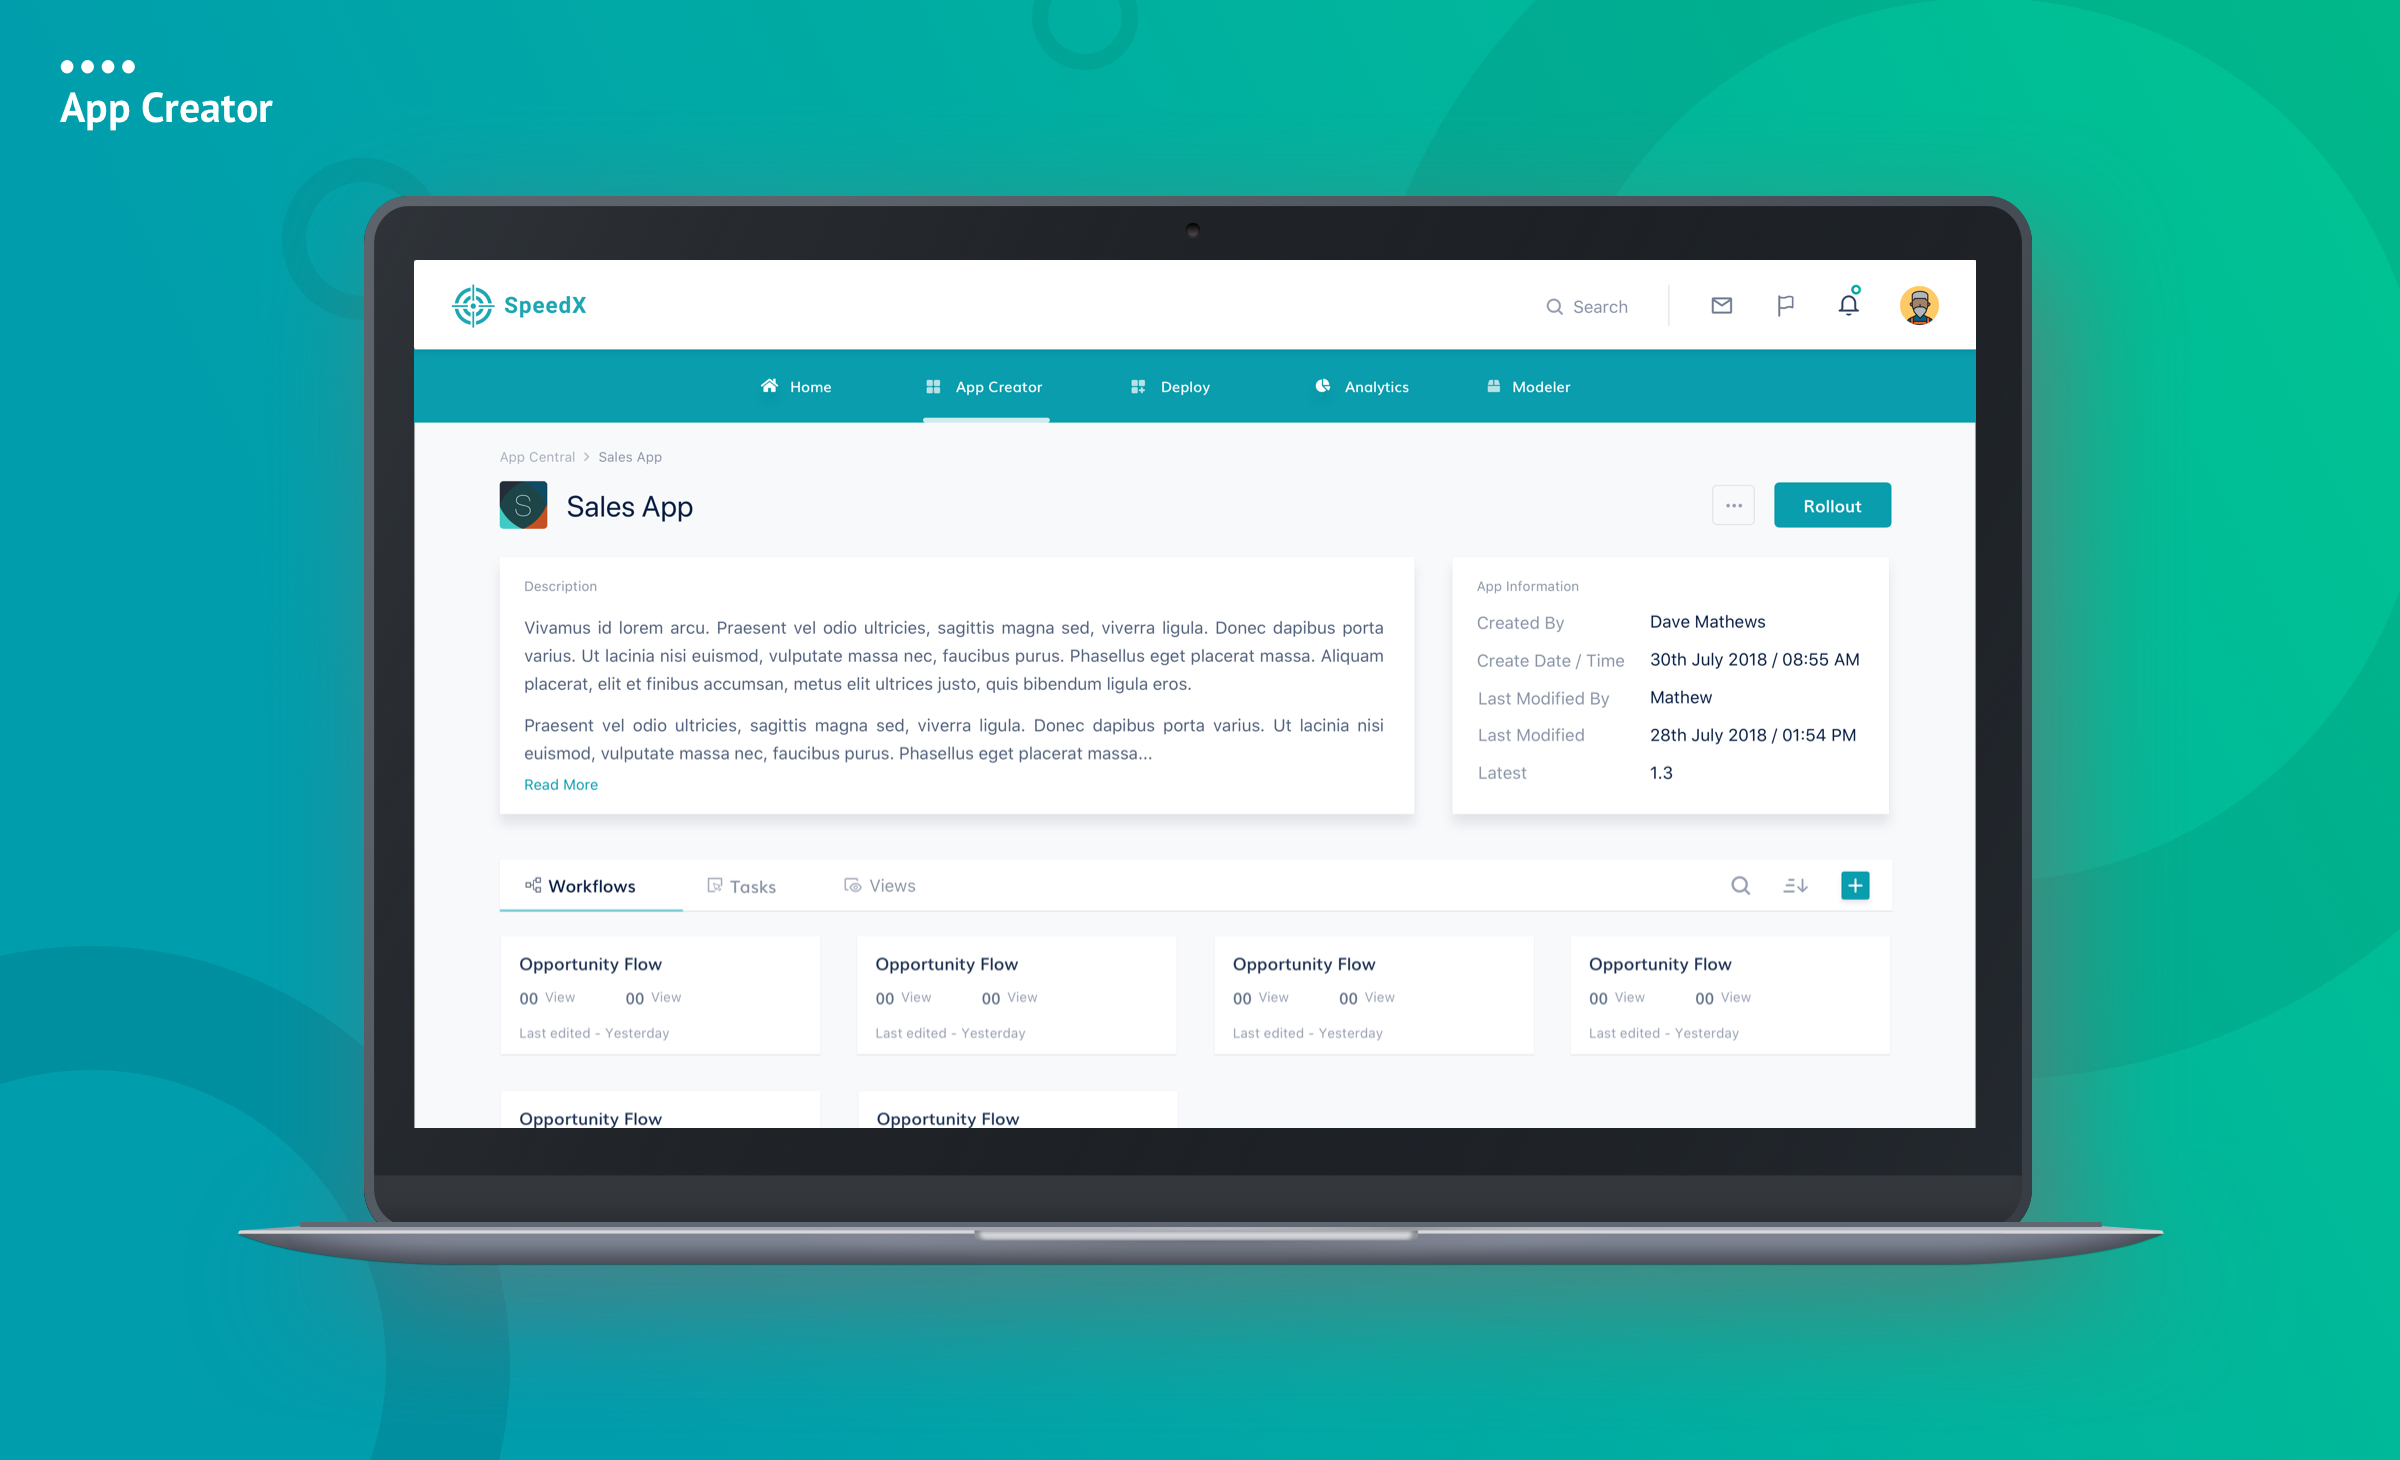 App Creator
SpeedX
Search
Home App Creator Deploy Analytics Modeler
App Central > Sales App
S
Sales App
Rollout
Description
Vivamus id lorem arcu. Praesent vel odio ultricies, sagittis magna sed, viverra ligula. Donec dapibus porta
varius. Ut lacinia nisi euismod, vulputate massa nec, faucibus purus. Phasellus eget placerat massa. Aliquam
placerat, elit et finibus accumsan, metus elit ultrices justo, quis bibendum ligula eros.
Praesent vel odio ultricies, sagittis magna sed, viverra ligula. Donec dapibus porta varius. Ut lacinia nisi
euismod, vulputate massa nec, faucibus purus. Phasellus eget placerat massa...
Read More
App Information
Created By Dave Mathews
Create Date / Time 30th July 2018 / 08:55 AM
Last Modified By Mathew
Last Modified 28th July 2018 / 01:54 PM
Latest 1.3
Workflows Tasks Views
Opportunity Flow
00 View 00 View
Last edited - Yesterday
Opportunity Flow
00 View 00 View
Last edited - Yesterday
Opportunity Flow
00 View 00 View
Last edited - Yesterday
Opportunity Flow
00 View 00 View
Last edited - Yesterday
Opportunity Flow
Opportunity Flow